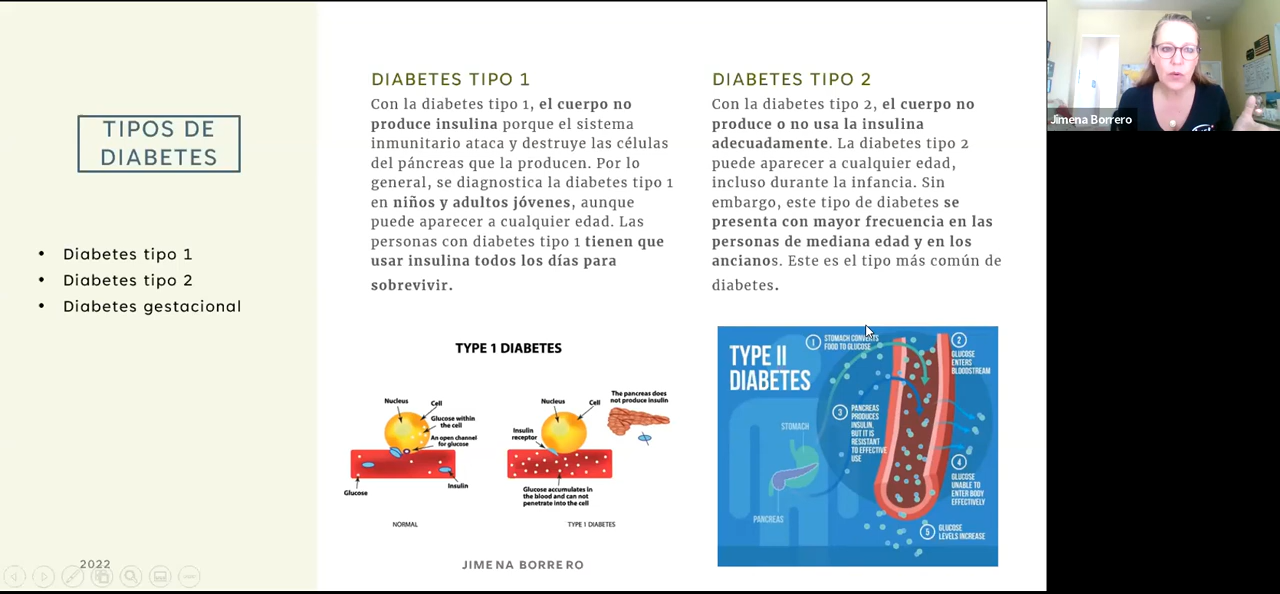 TIPOS DE
DIABETES
• Diabetes tipo 1
• Diabetes tipo 2
• Diabetes gestacional
2022
DIABETES TIPO 1
Con la diabetes tipo 1, el cuerpo no
produce insulina porque el sistema
inmunitario ataca y destruye las células
del páncreas que la producen. Por lo
general, se diagnostica la diabetes tipo 1
en niños y adultos jóvenes, aunque
puede aparecer a cualquier edad. Las
personas con diabetes tipo 1 tienen que
usar insulina todos los días para
sobrevivir.
TYPE 1 DIABETES
Nucleus
Cell
Glucose within
the cell
An open channel
for glucose
Glucose
Insulin
NORMAL
Nucleus
Cell
The pancreas does
not produce insulin
Insulin
receptor
Glucose accumulates in
the blood and can not
penetrate into the cell
TYPE 1 DIABETES
JIMENA BORRERO
DIABETES TIPO 2
Con la diabetes tipo 2, el cuerpo no
produce o no usa la insulina
adecuadamente. La diabetes tipo 2
puede aparecer a cualquier edad,
incluso durante la infancia. Sin
embargo, este tipo de diabetes se
presenta con mayor frecuencia en las
personas de mediana edad y en los
ancianos. Este es el tipo más común de
diabetes.
TYPE II
DIABETES
1 STOMACH CONVERTS
FOOD TO GLUCOSE
2
GLUCOSE
ENTERS
BLOODSTREAM
3 PANCREAS
PRODUCES
INSULIN,
BUT IT IS
RESISTANT
TO EFFECTIVE
USE
STOMACH
PANCREAS
4
GLUCOSE
UNABLE TO
ENTER BODY
EFFECTIVELY
5 GLUCOSE
LEVELS INCREASE
Jimena Borrero